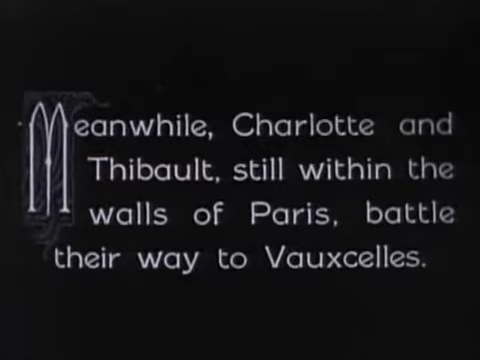 Meanwhile, Charlotte and
Thibault, still within the
walls of Paris, battle
their way to Vauxcelles.